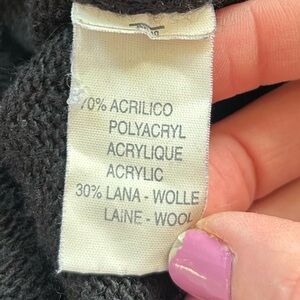 70% ACRILICO
POLYACRYL
ACRYLIQUE
ACRYLIC
30% LANA - WOLLE
LAINE - WOOL